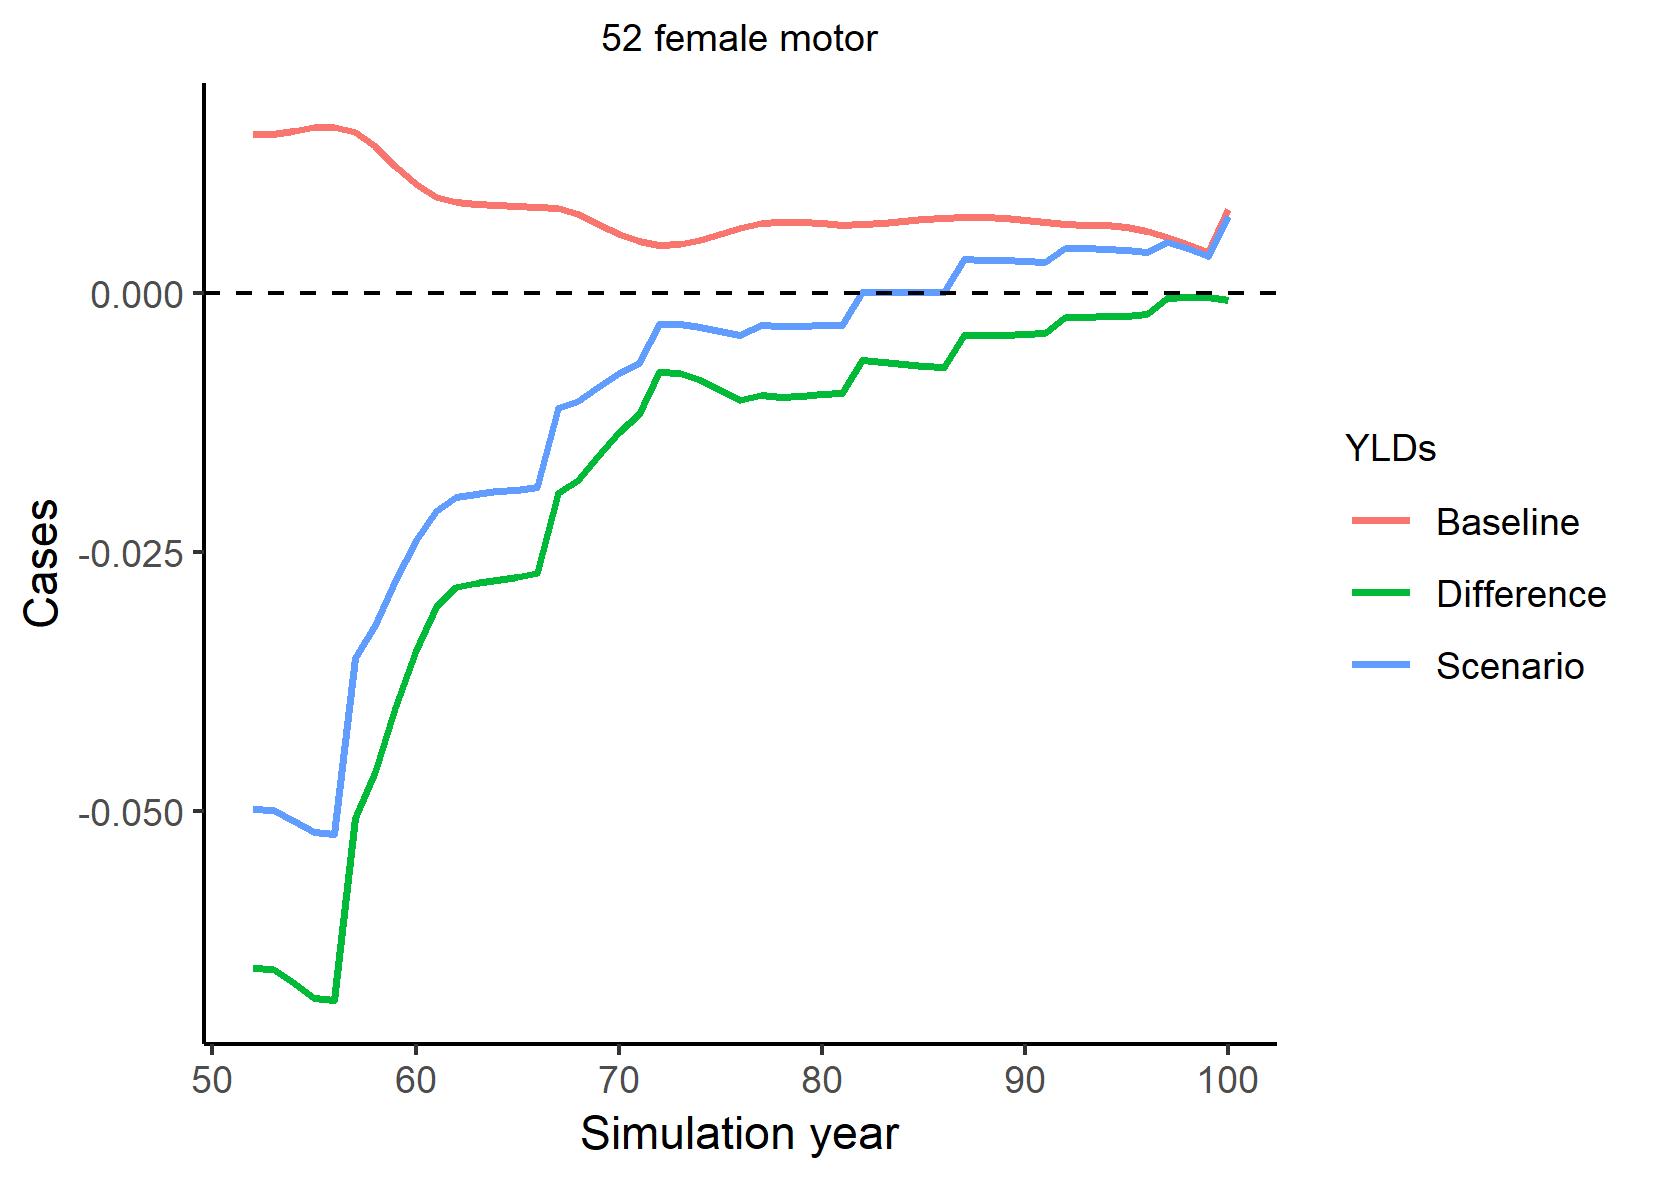 52 female motor
Cases
0.000
-0.025
-0.050
50 60 70 80 90 100
Simulation year
YLDs
Baseline
Difference
Scenario